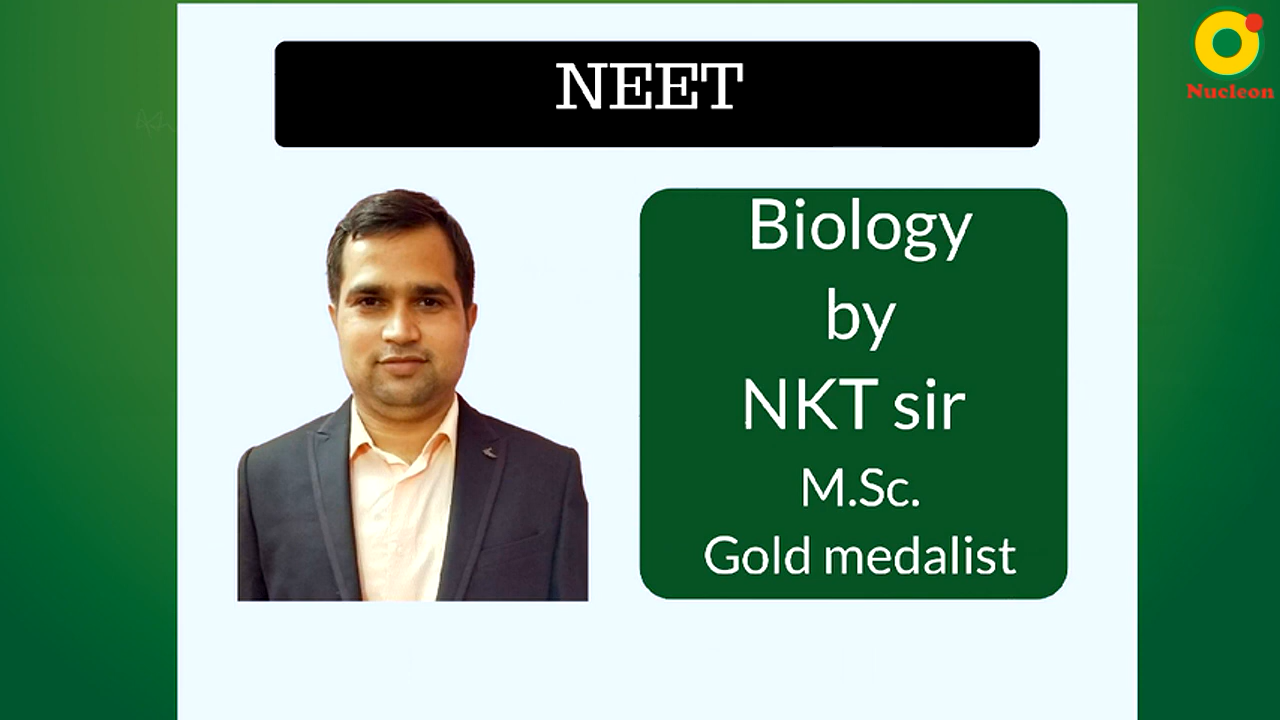 NEET
Nucleon
Biology
by
NKT sir
M.Sc.
Gold medalist